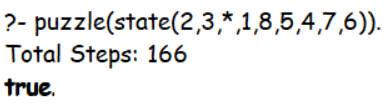 ?- puzzle(state(2,3,*,1,8,5,4,7,6)).
Total Steps: 166
true.